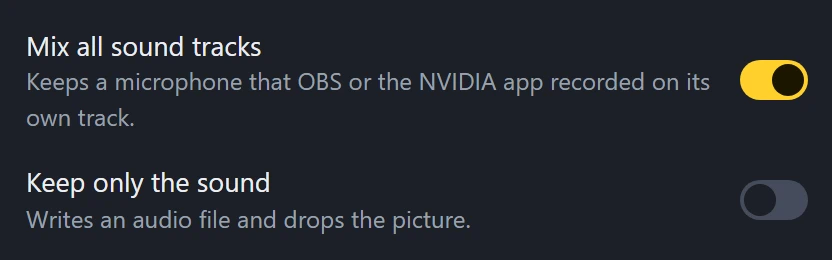 Mix all sound tracks
Keeps a microphone that OBS or the NVIDIA app recorded on its
own track.
Keep only the sound
Writes an audio file and drops the picture.